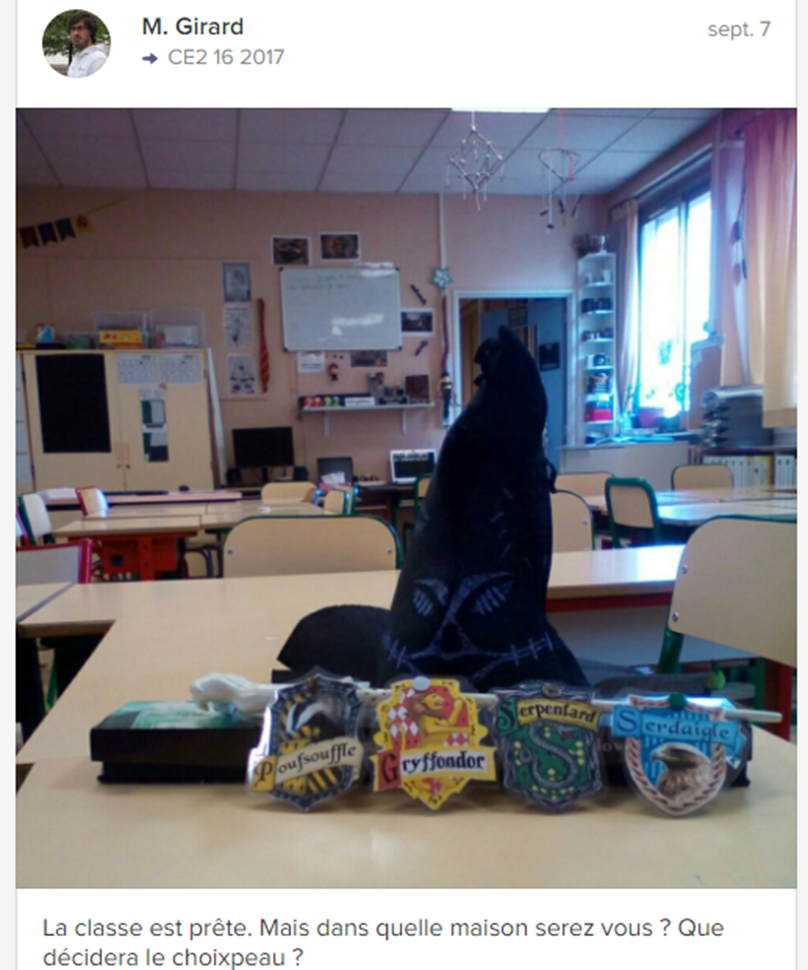 M. Girard
sept. 7
➔ CE2 16 2017
Poufsouffle
Gryffondor
Serpentard
Serdaigle
La classe est prête. Mais dans quelle maison serez vous ? Que
décidera le choixpeau ?